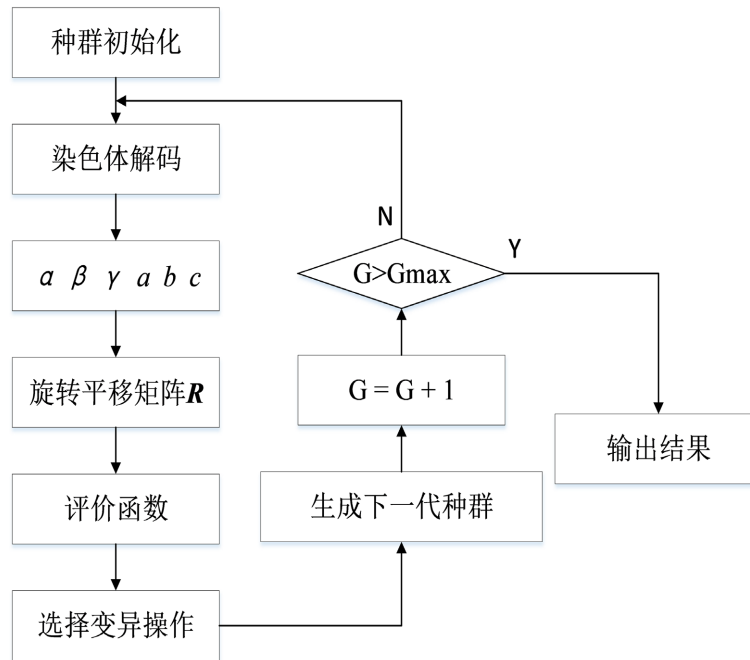 种群初始化
染色体解码
α β γ a b c
旋转平移矩阵R
评价函数
选择变异操作
生成下一代种群
G = G + 1
G>Gmax
N
Y
输出结果